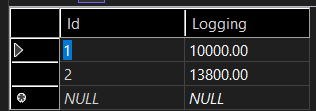 Id Logging
1 10000.00
2 13800.00
NULL NULL